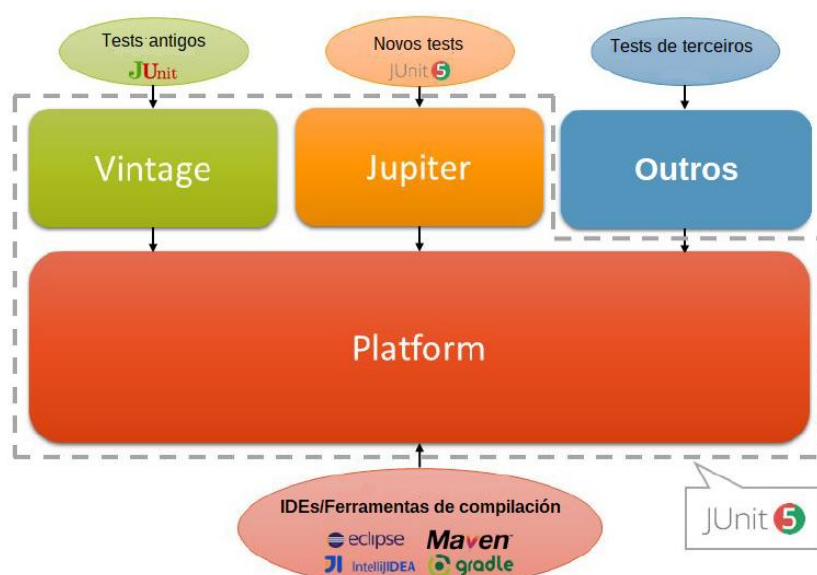 Tests antigos
JUnit
Novos tests
JUnit 5
Tests de terceiros
Vintage
Jupiter
Outros
Platform
IDEs/Ferramentas de compilación
eclipse Maven
JI IntelliJIDEA gradle
JUnit 5